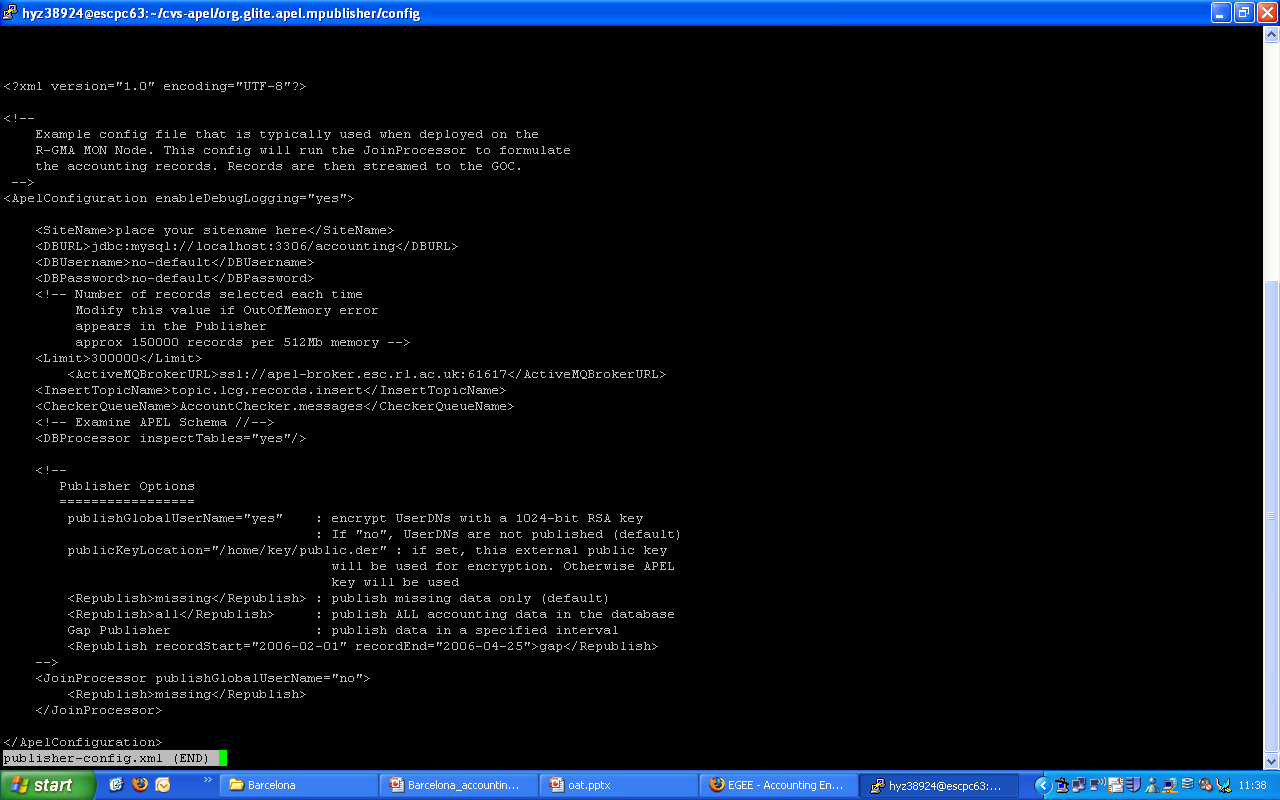 hyz38924@escpc63:~/cvs-apel/org.glite.apel.mpublisher/config
<?xml version="1.0" encoding="UTF-8"?>
<!--
Example config file that is typically used when deployed on the
R-GMA MON Node. This config will run the JoinProcessor to formulate
the accounting records. Records are then streamed to the GOC.
-->
<ApelConfiguration enableDebugLogging="yes">
<SiteName>place your sitename here</SiteName>
<DBURL>jdbc:mysql://localhost:3306/accounting</DBURL>
<DBUsername>no-default</DBUsername>
<DBPassword>no-default</DBPassword>
<!-- Number of records selected each time
Modify this value if OutOfMemory error
appears in the Publisher
approx 150000 records per 512Mb memory -->
<Limit>300000</Limit>
<ActiveMQBrokerURL>ssl://apel-broker.esc.rl.ac.uk:61617</ActiveMQBrokerURL>
<InsertTopicName>topic.lcg.records.insert</InsertTopicName>
<CheckerQueueName>AccountChecker.messages</CheckerQueueName>
<!-- Examine APEL Schema //-->
<DBProcessor inspectTables="yes"/>
<!--
Publisher Options
=================
publishGlobalUserName="yes" : encrypt UserDNs with a 1024-bit RSA key
: If "no", UserDNs are not published (default)
publicKeyLocation="/home/key/public.der" : if set, this external public key
will be used for encryption. Otherwise APEL
key will be used
<Republish>missing</Republish> : publish missing data only (default)
<Republish>all</Republish> : publish ALL accounting data in the database
Gap Publisher : publish data in a specified interval
<Republish recordStart="2006-02-01" recordEnd="2006-04-25">gap</Republish>
-->
<JoinProcessor publishGlobalUserName="no">
<Republish>missing</Republish>
</JoinProcessor>
</ApelConfiguration>
publisher-config.xml (END)
start » Barcelona Barcelona_accountin... oat.pptx EGEE - Accounting En... hyz38924@escpc63:... 11:38